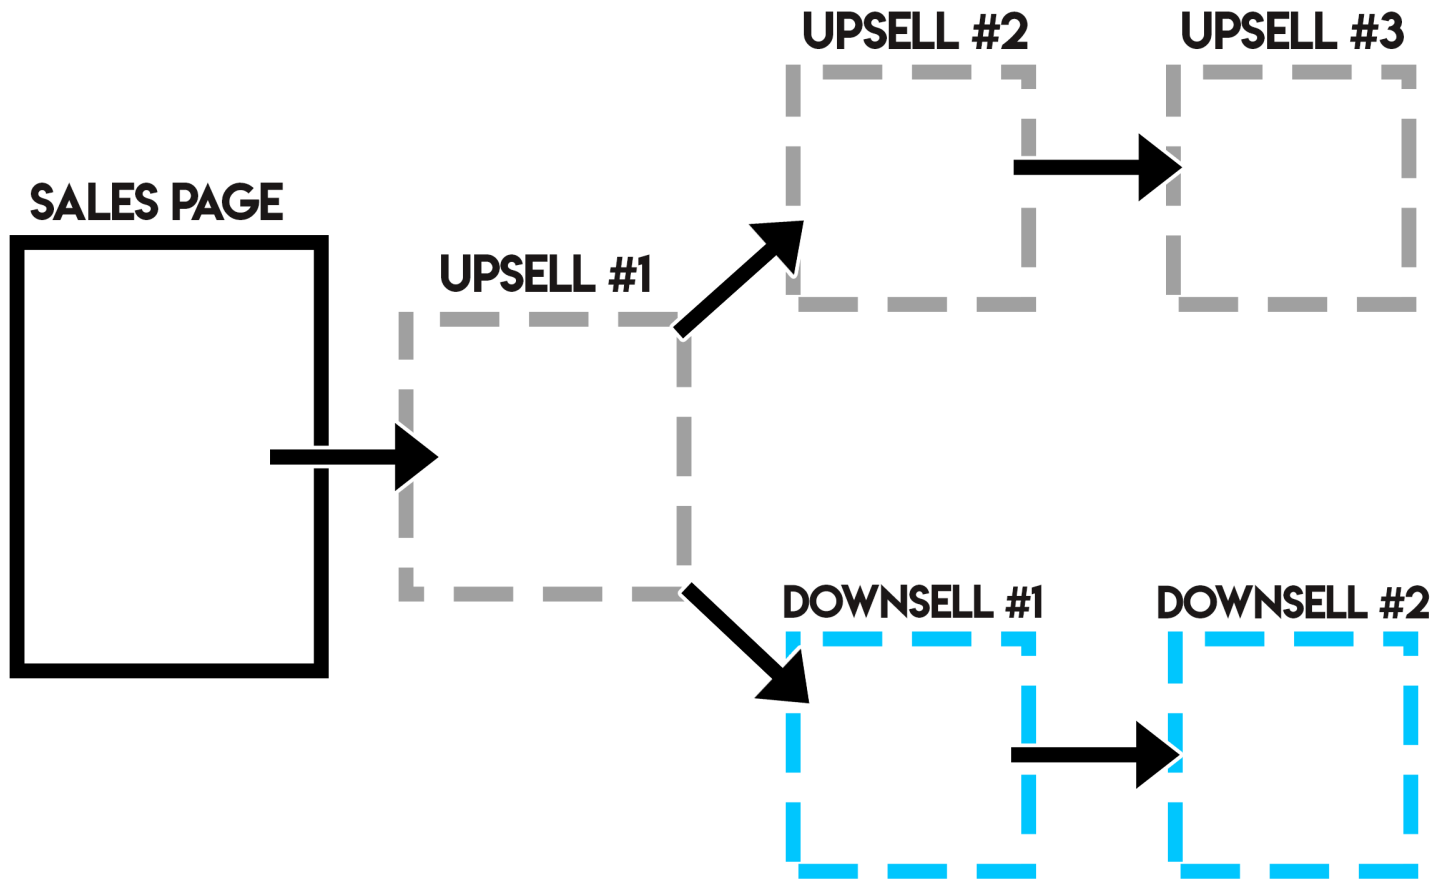 SALES PAGE
UPSELL #1
UPSELL #2
UPSELL #3
DOWNSELL #1
DOWNSELL #2